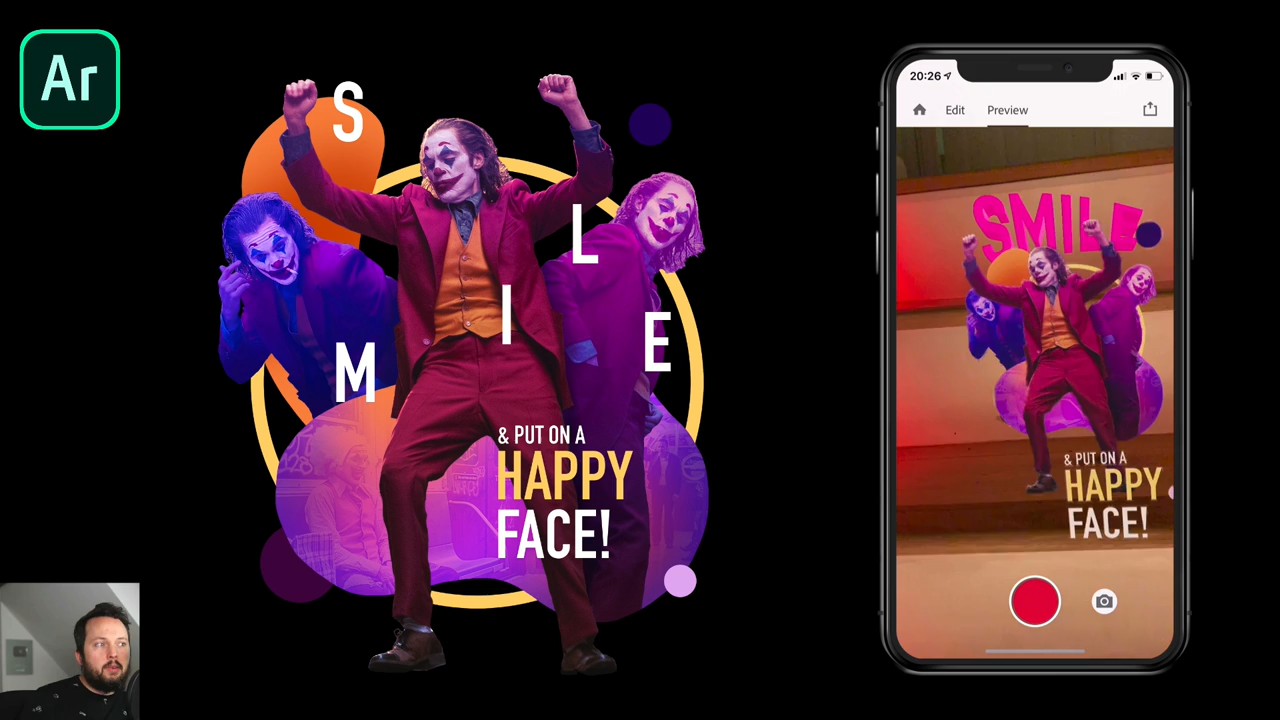 Ar
S
L
I
E
M
& PUT ON A
HAPPY
FACE!
20:26
Edit
Preview
SMILE
& PUT ON A
HAPPY
FACE!